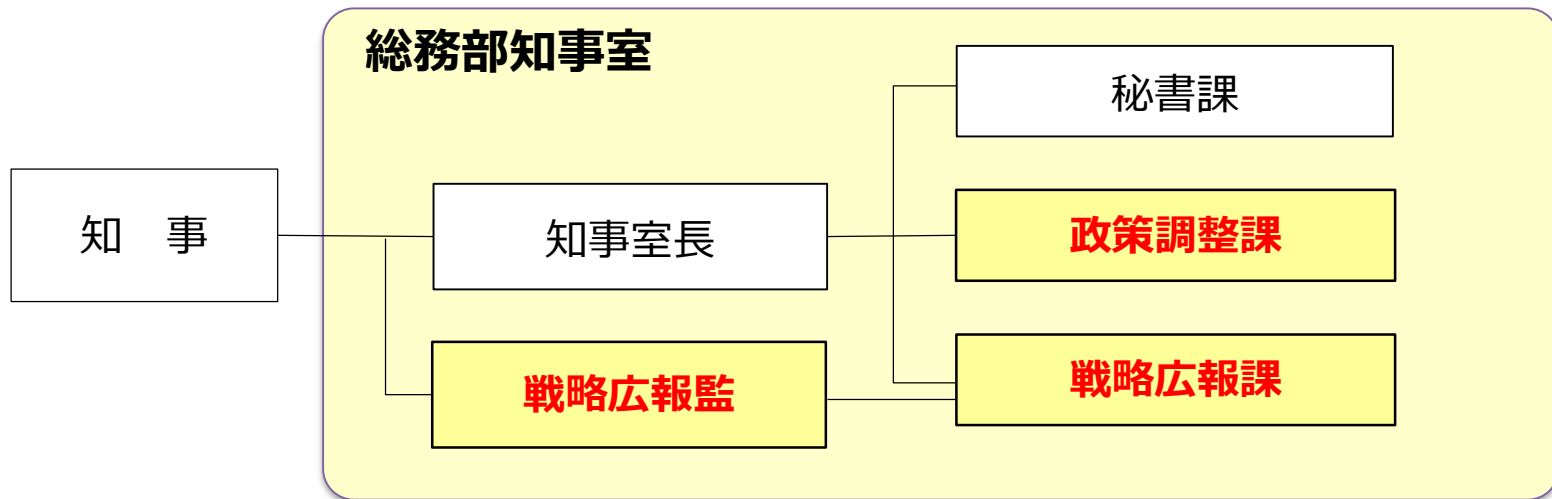 総務部知事室
秘書課
知　事
知事室長
政策調整課
戦略広報監
戦略広報課